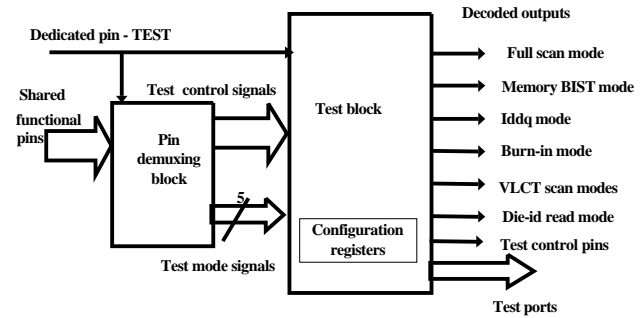 Decoded outputs
Dedicated pin - TEST
Full scan mode
Shared
functional
pins
Test control signals
Test block
Memory BIST mode
Iddq mode
Pin
demuxing
block
Burn-in mode
5
VLCT scan modes
Configuration
registers
Die-id read mode
Test mode signals
Test control pins
Test ports